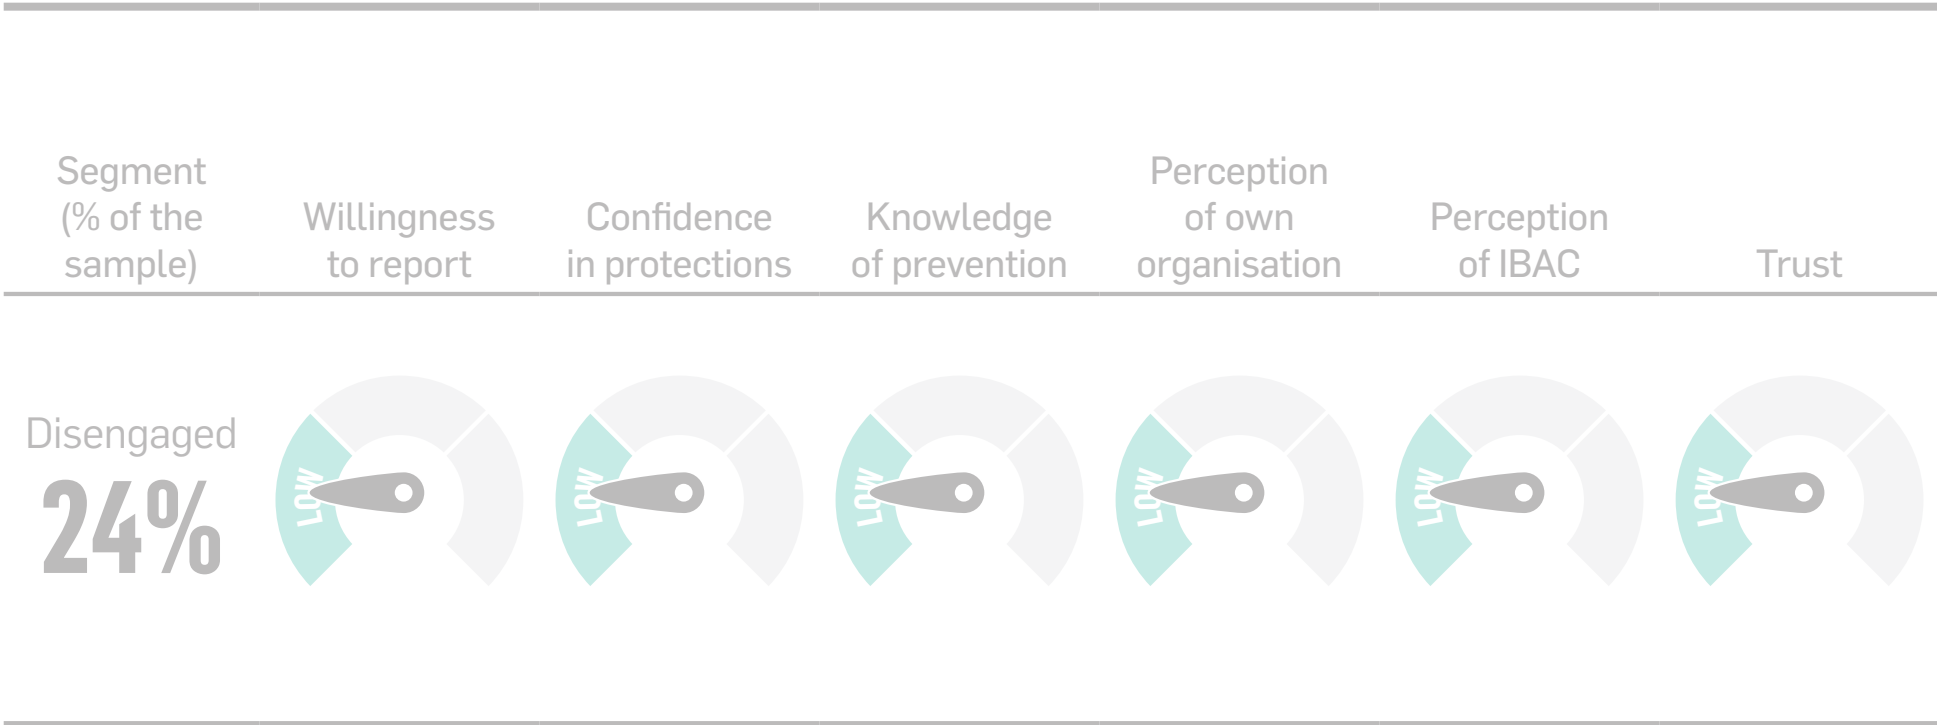 Segment
(% of the
sample)
Willingness
to report
Confidence
in protections
Knowledge
of prevention
Perception
of own
organisation
Perception
of IBAC
Trust
Disengaged
24%
LOW
LOW
LOW
LOW
LOW
LOW